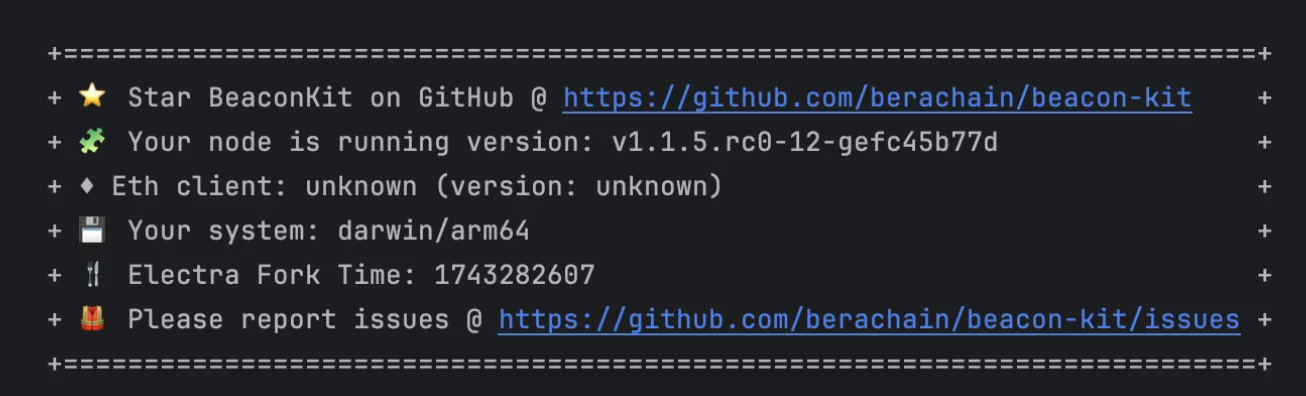 +==========================================================================+
+ ⭐ Star BeaconKit on GitHub @ https://github.com/berachain/beacon-kit +
+ 🧩 Your node is running version: v1.1.5.rc0-12-gefc45b77d +
+ ♦ Eth client: unknown (version: unknown) +
+ 💾 Your system: darwin/arm64 +
+ 🍴 Electra Fork Time: 1743282607 +
+ 🦺 Please report issues @ https://github.com/berachain/beacon-kit/issues +
+==========================================================================+